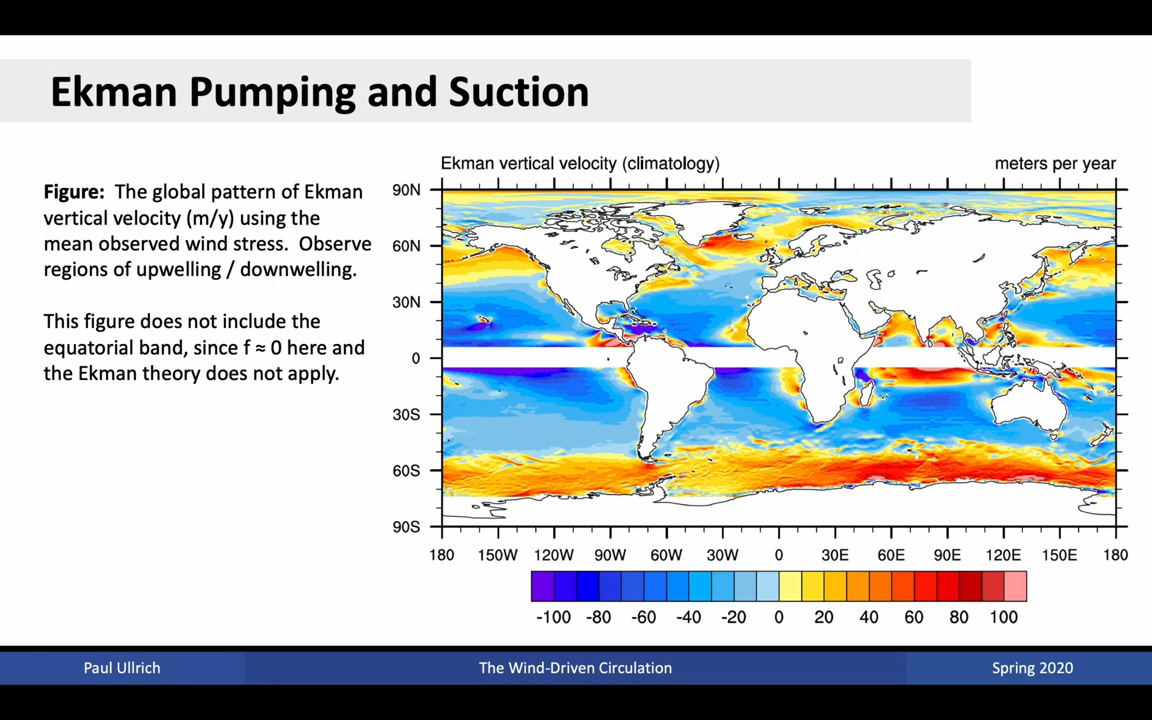 Ekman Pumping and Suction
Figure: The global pattern of Ekman
vertical velocity (m/y) using the
mean observed wind stress. Observe
regions of upwelling / downwelling.
This figure does not include the
equatorial band, since f ≈ 0 here and
the Ekman theory does not apply.
Ekman vertical velocity (climatology) meters per year
90N
60N
30N
0
30S
60S
90S
180 150W 120W 90W 60W 30W 0 30E 60E 90E 120E 150E 180
-100 -80 -60 -40 -20 0 20 40 60 80 100
Paul Ullrich The Wind-Driven Circulation Spring 2020